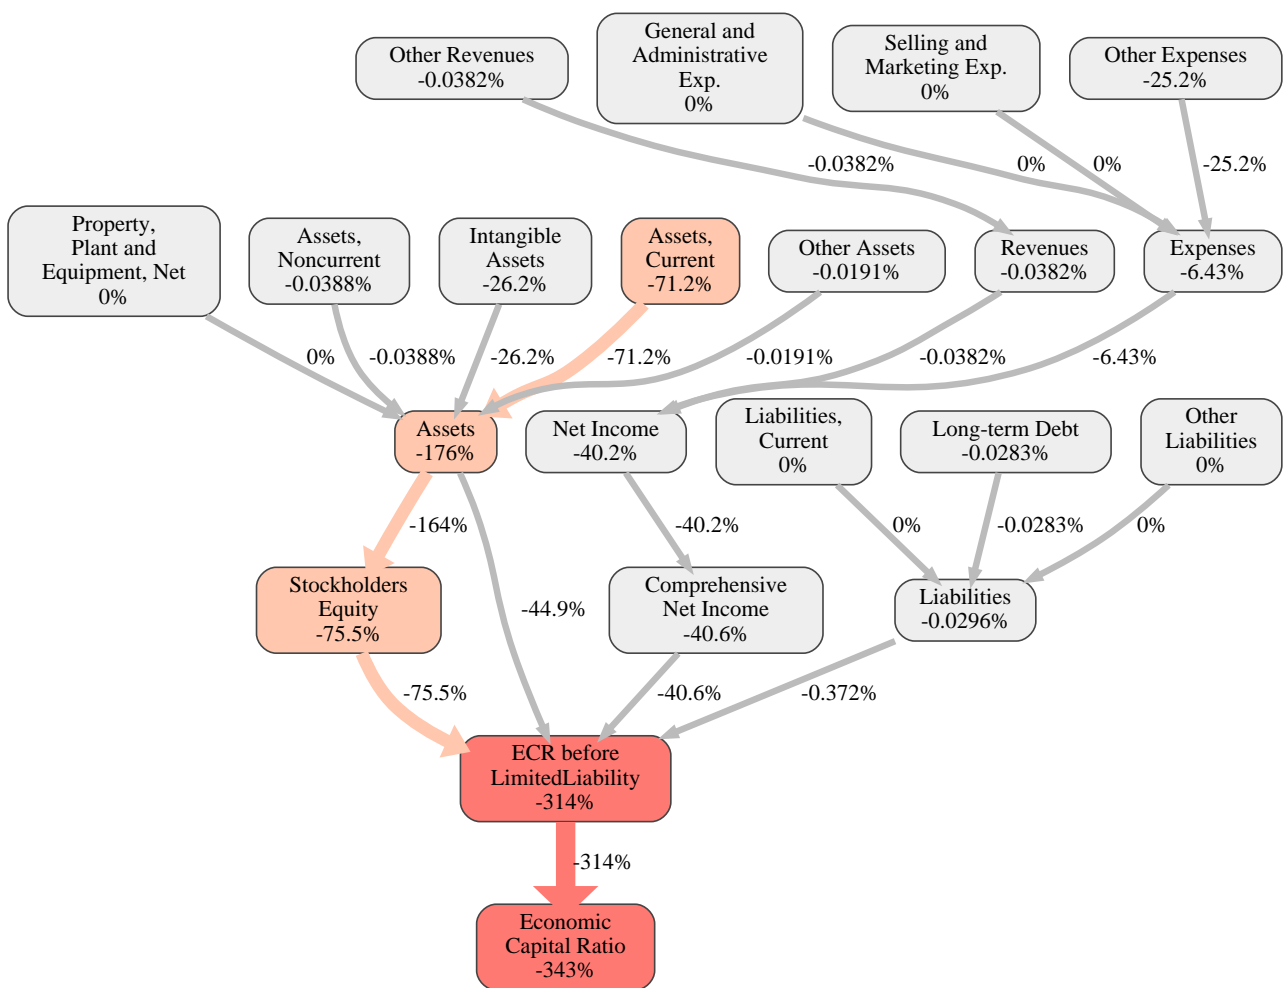 Other Revenues
-0.0382%
General and
Administrative
Exp.
0%
Selling and
Marketing Exp.
0%
Other Expenses
-25.2%
-0.0382%
0%
0%
-25.2%
Property,
Plant and
Equipment, Net
0%
Assets,
Noncurrent
-0.0388%
Intangible
Assets
-26.2%
Assets,
Current
-71.2%
Other Assets
-0.0191%
Revenues
-0.0382%
Expenses
-6.43%
0%
-0.0388%
-26.2%
-71.2%
-0.0191%
-0.0382%
-6.43%
Assets
-176%
Net Income
-40.2%
Liabilities,
Current
0%
Long-term Debt
-0.0283%
Other
Liabilities
0%
-164%
-40.2%
0%
-0.0283%
0%
Stockholders
Equity
-75.5%
-44.9%
Comprehensive
Net Income
-40.6%
Liabilities
-0.0296%
-75.5%
-40.6%
-0.372%
ECR before
LimitedLiability
-314%
-314%
Economic
Capital Ratio
-343%